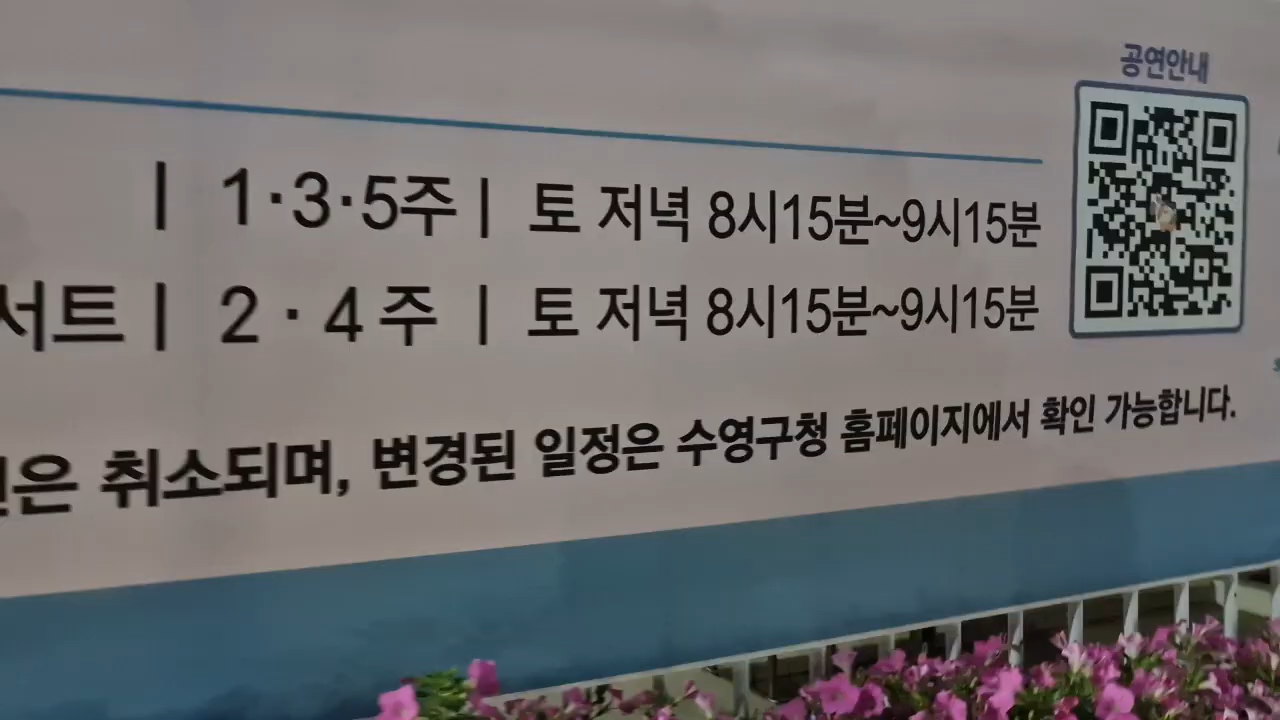 공연안내
| 1·3·5주 | 토 저녁 8시15분~9시15분
서트 | 2·4주 | 토 저녁 8시15분~9시15분
은 취소되며, 변경된 일정은 수영구청 홈페이지에서 확인 가능합니다.